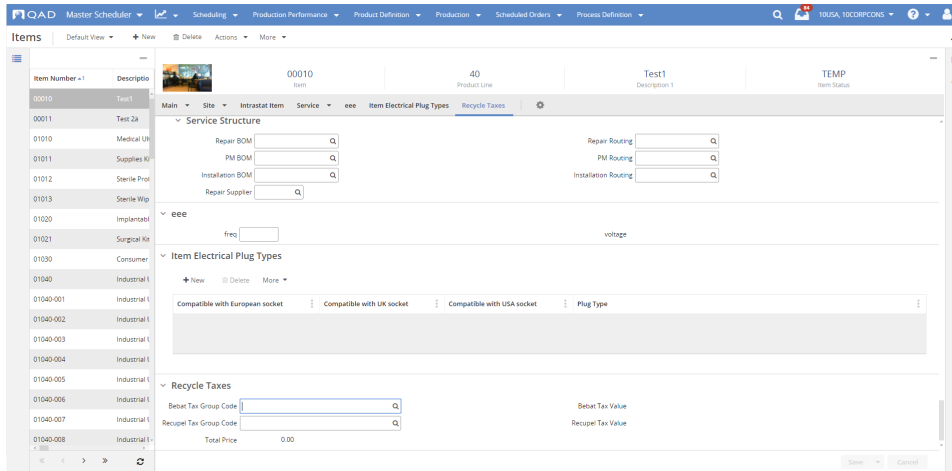 QAD Master Scheduler Scheduling Production Performance Product Definition Production Scheduled Orders Process Definition 84 10USA, 10CORPCONS
Items Default View + New Delete Actions More
Item Number 1 Descriptio
00010 Test1
00011 Test 2a
01010 Medical Ult
01011 Supplies Ki
01012 Sterile Prot
01013 Sterile Wip
01020 Implantabl
01021 Surgical Kit
01030 Consumer
01040 Industrial U
01040-001 Industrial U
01040-002 Industrial U
01040-003 Industrial U
01040-004 Industrial U
01040-005 Industrial U
01040-006 Industrial U
01040-007 Industrial U
01040-008 Industrial U
00010 40 Test1 TEMP
Item Product Line Description 1 Item Status
Main Site Intrastat Item Service eee Item Electrical Plug Types Recycle Taxes
Service Structure
Repair BOM Repair Routing
PM BOM PM Routing
Installation BOM Installation Routing
Repair Supplier
eee
freq voltage
Item Electrical Plug Types
+ New Delete More
Compatible with European socket Compatible with UK socket Compatible with USA socket Plug Type
Recycle Taxes
Bebat Tax Group Code Bebat Tax Value
Recupel Tax Group Code Recupel Tax Value
Total Price 0.00
Save Cancel